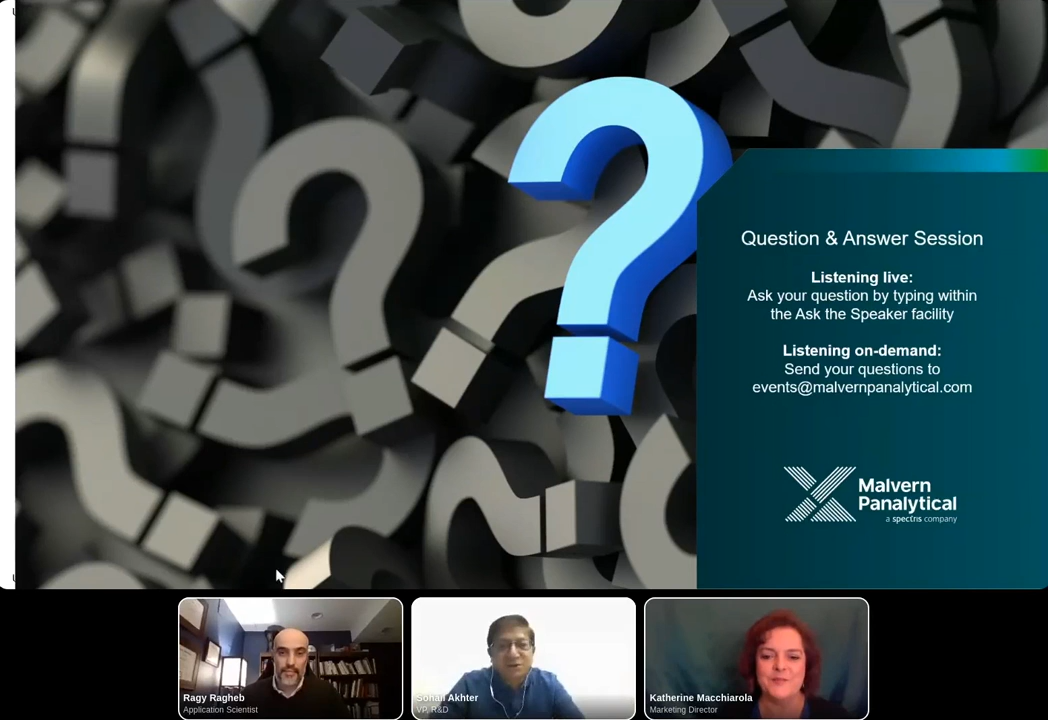 Question & Answer Session
Listening live:
Ask your question by typing within
the Ask the Speaker facility
Listening on-demand:
Send your questions to
events@malvernpanalytical.com
Malvern
Panalytical
a spectris company
Ragy Ragheb
Application Scientist
Sohail Akhter
VP, R&D
Katherine Macchiarola
Marketing Director